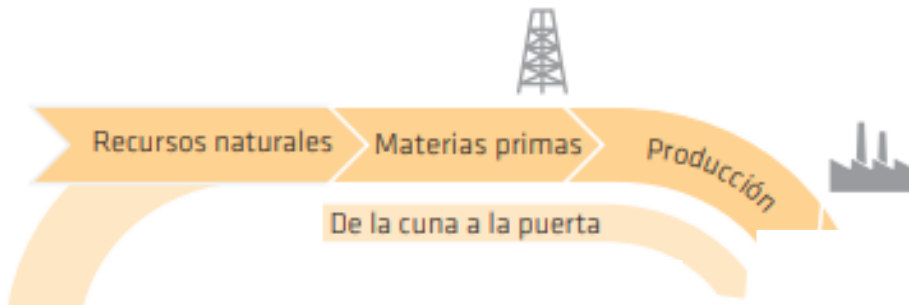 Recursos naturales
Materias primas
Producción
De la cuna a la puerta